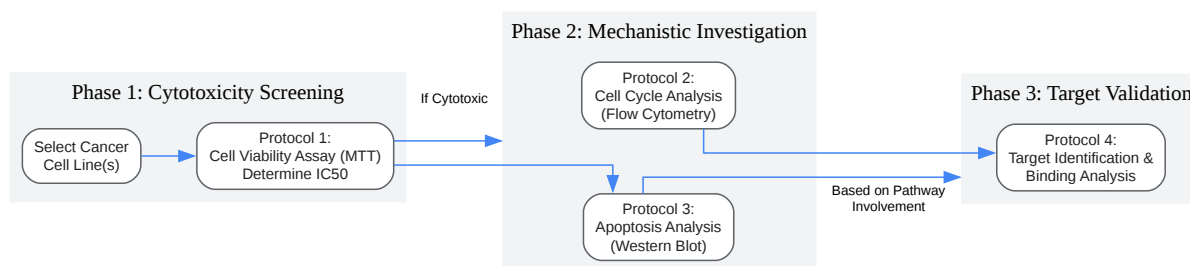 Phase 1: Cytotoxicity Screening
Select Cancer
Cell Line(s)
Protocol 1:
Cell Viability Assay (MTT)
Determine IC50
If Cytotoxic
Phase 2: Mechanistic Investigation
Protocol 2:
Cell Cycle Analysis
(Flow Cytometry)
Protocol 3:
Apoptosis Analysis
(Western Blot)
Based on Pathway
Involvement
Phase 3: Target Validation
Protocol 4:
Target Identification &
Binding Analysis